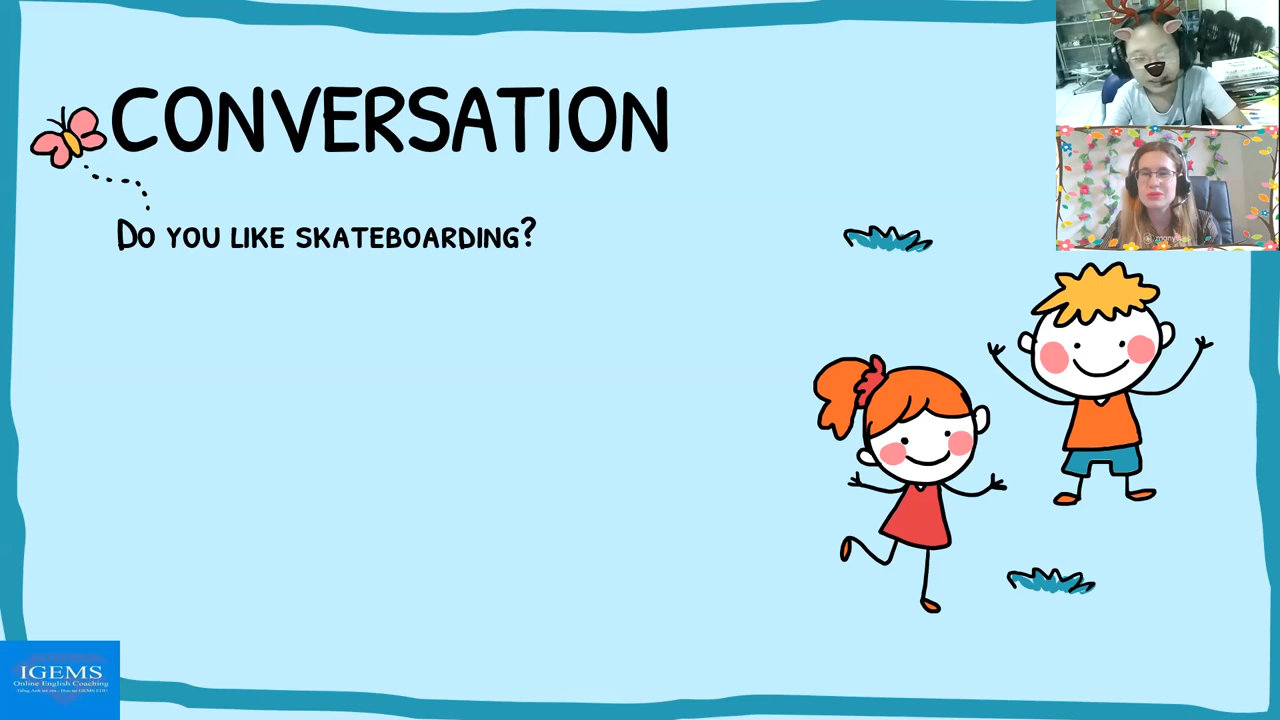 CONVERSATION
DO YOU LIKE SKATEBOARDING?
IGEMS
Online English Coaching